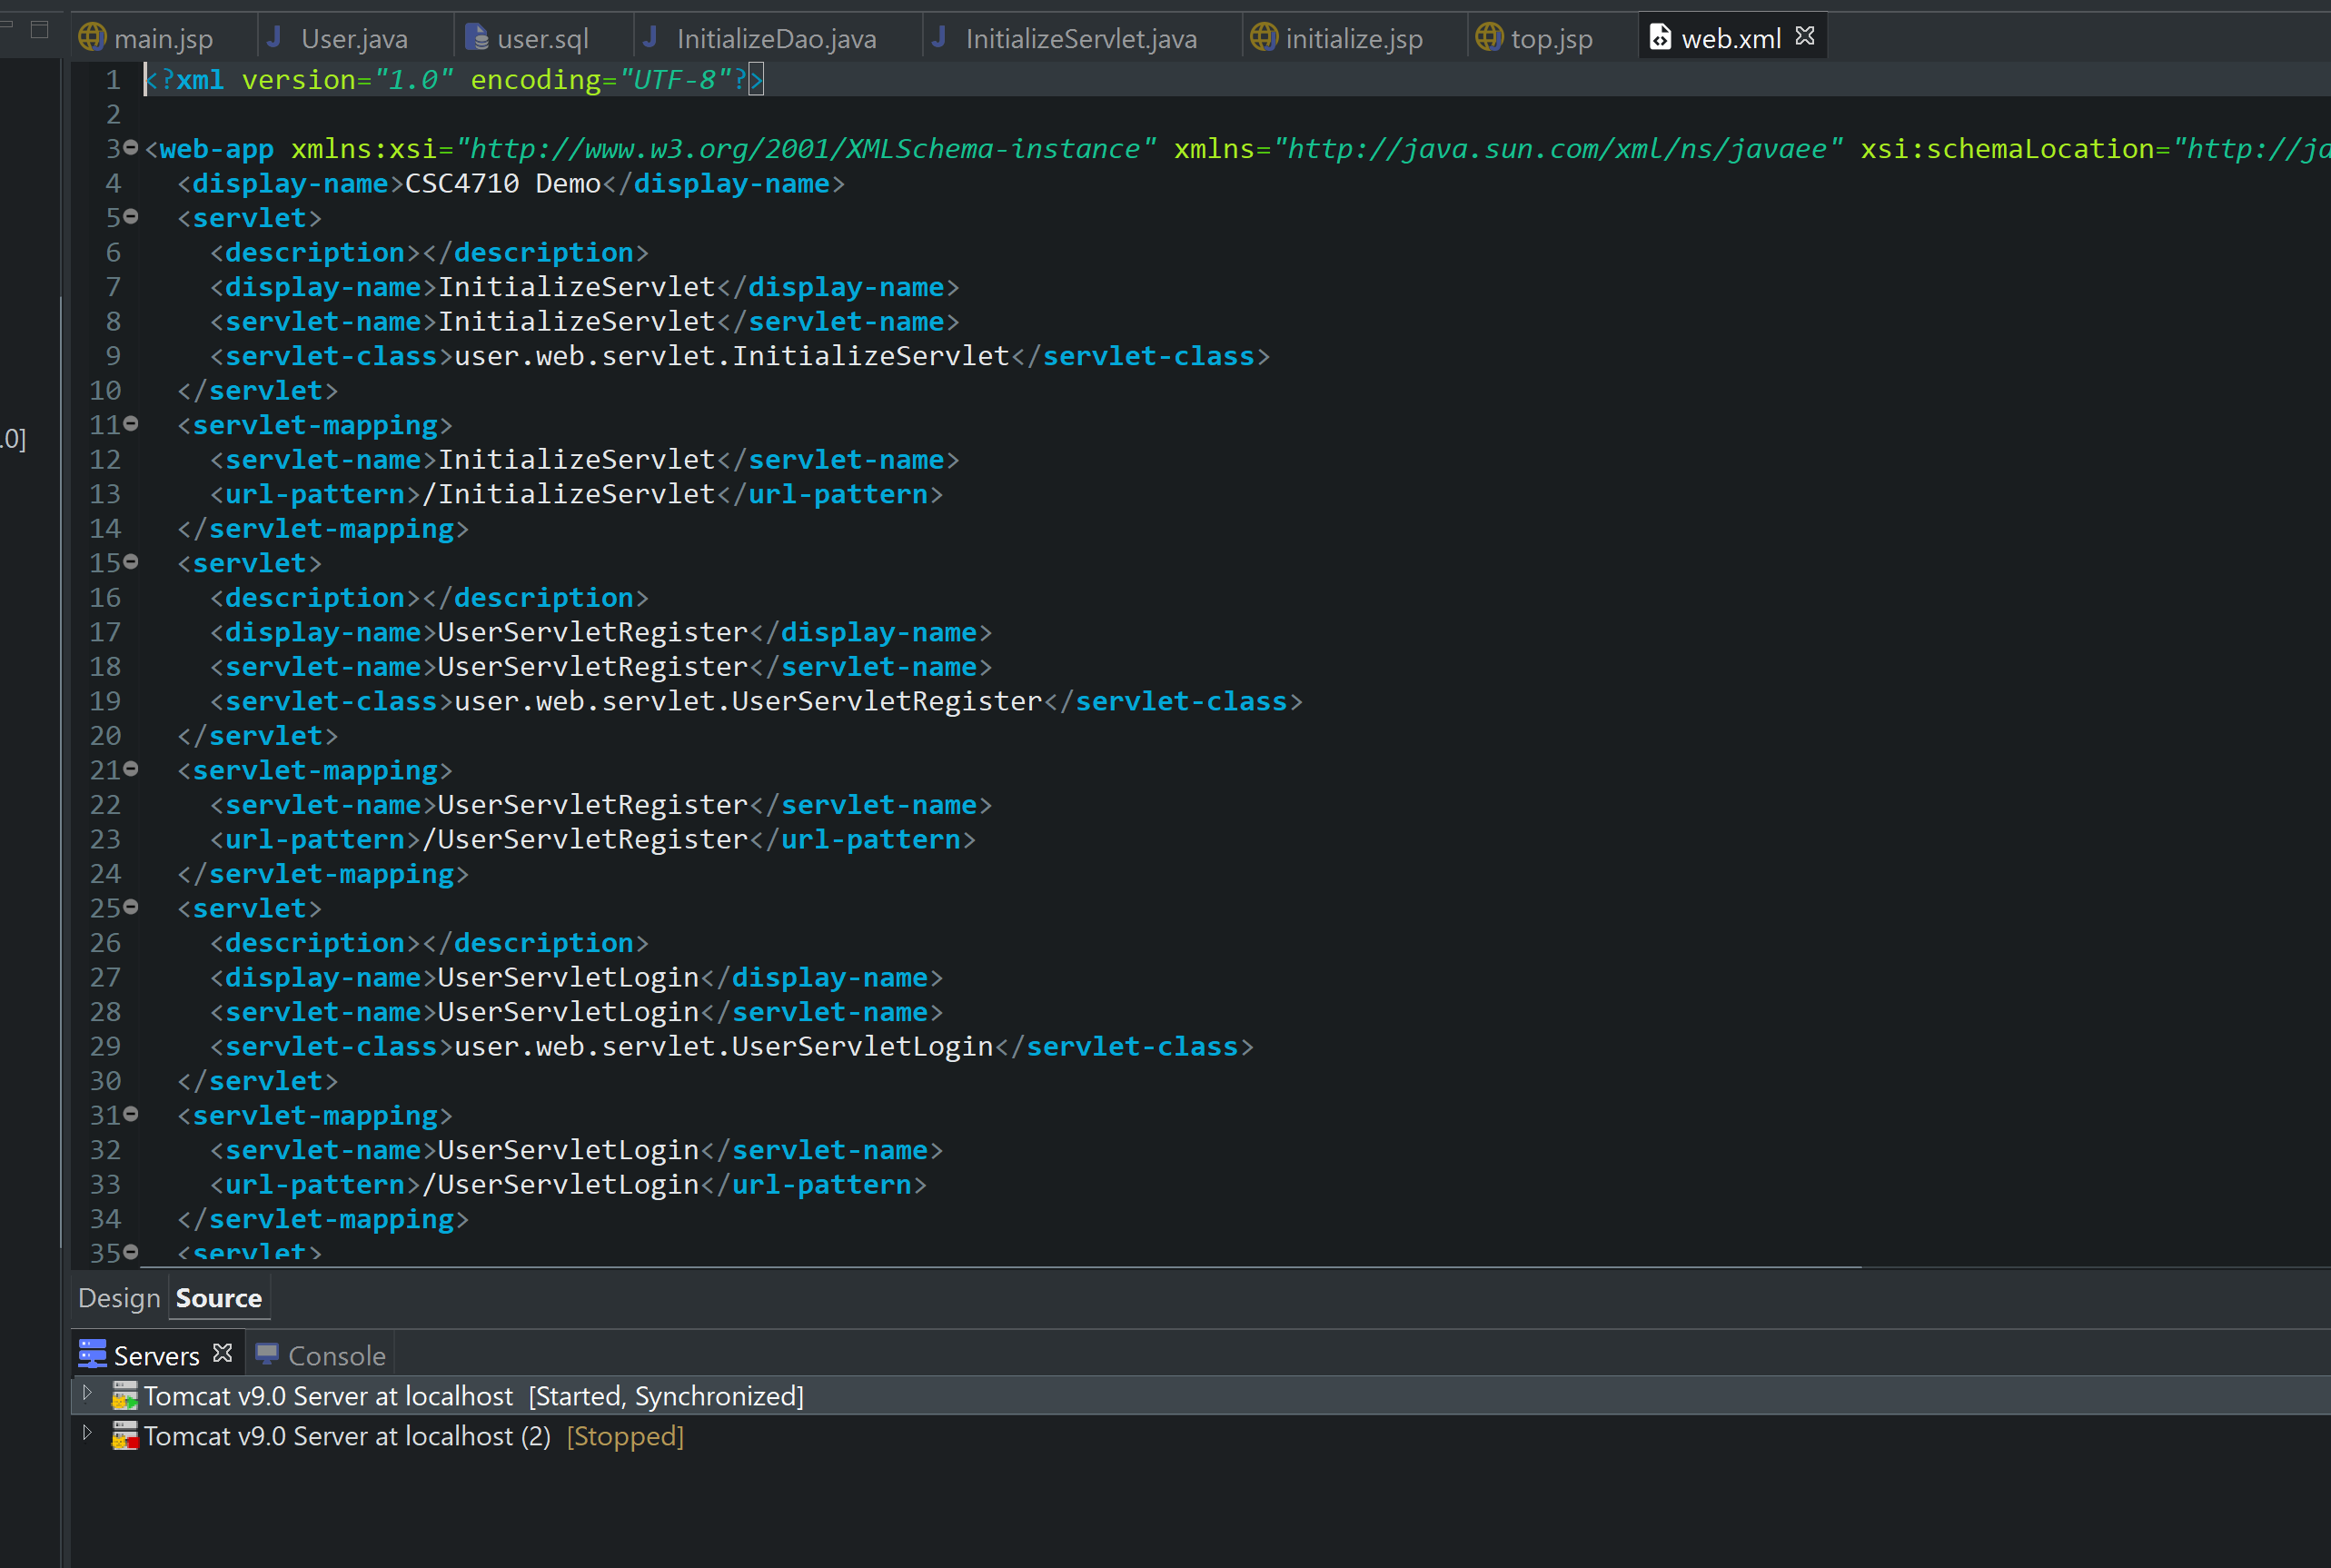 main.jsp User.java user.sql InitializeDao.java InitializeServlet.java initialize.jsp top.jsp web.xml
1 <?xml version="1.0" encoding="UTF-8"?>
2
3 <web-app xmlns:xsi="http://www.w3.org/2001/XMLSchema-instance" xmlns="http://java.sun.com/xml/ns/javaee" xsi:schemaLocation="http://ja
4 <display-name>CSC4710 Demo</display-name>
5 <servlet>
6 <description></description>
7 <display-name>InitializeServlet</display-name>
8 <servlet-name>InitializeServlet</servlet-name>
9 <servlet-class>user.web.servlet.InitializeServlet</servlet-class>
10 </servlet>
11 <servlet-mapping>
.0]
12 <servlet-name>InitializeServlet</servlet-name>
13 <url-pattern>/InitializeServlet</url-pattern>
14 </servlet-mapping>
15 <servlet>
16 <description></description>
17 <display-name>UserServletRegister</display-name>
18 <servlet-name>UserServletRegister</servlet-name>
19 <servlet-class>user.web.servlet.UserServletRegister</servlet-class>
20 </servlet>
21 <servlet-mapping>
22 <servlet-name>UserServletRegister</servlet-name>
23 <url-pattern>/UserServletRegister</url-pattern>
24 </servlet-mapping>
25 <servlet>
26 <description></description>
27 <display-name>UserServletLogin</display-name>
28 <servlet-name>UserServletLogin</servlet-name>
29 <servlet-class>user.web.servlet.UserServletLogin</servlet-class>
30 </servlet>
31 <servlet-mapping>
32 <servlet-name>UserServletLogin</servlet-name>
33 <url-pattern>/UserServletLogin</url-pattern>
34 </servlet-mapping>
35 <servlet>
Design Source
Servers Console
Tomcat v9.0 Server at localhost [Started, Synchronized]
Tomcat v9.0 Server at localhost (2) [Stopped]